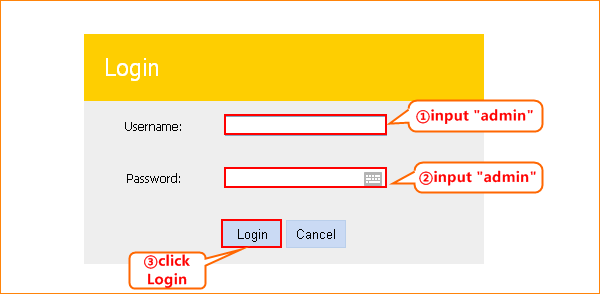 Login
Username:
①input "admin"
Password:
②input "admin"
Login
Cancel
③click
Login